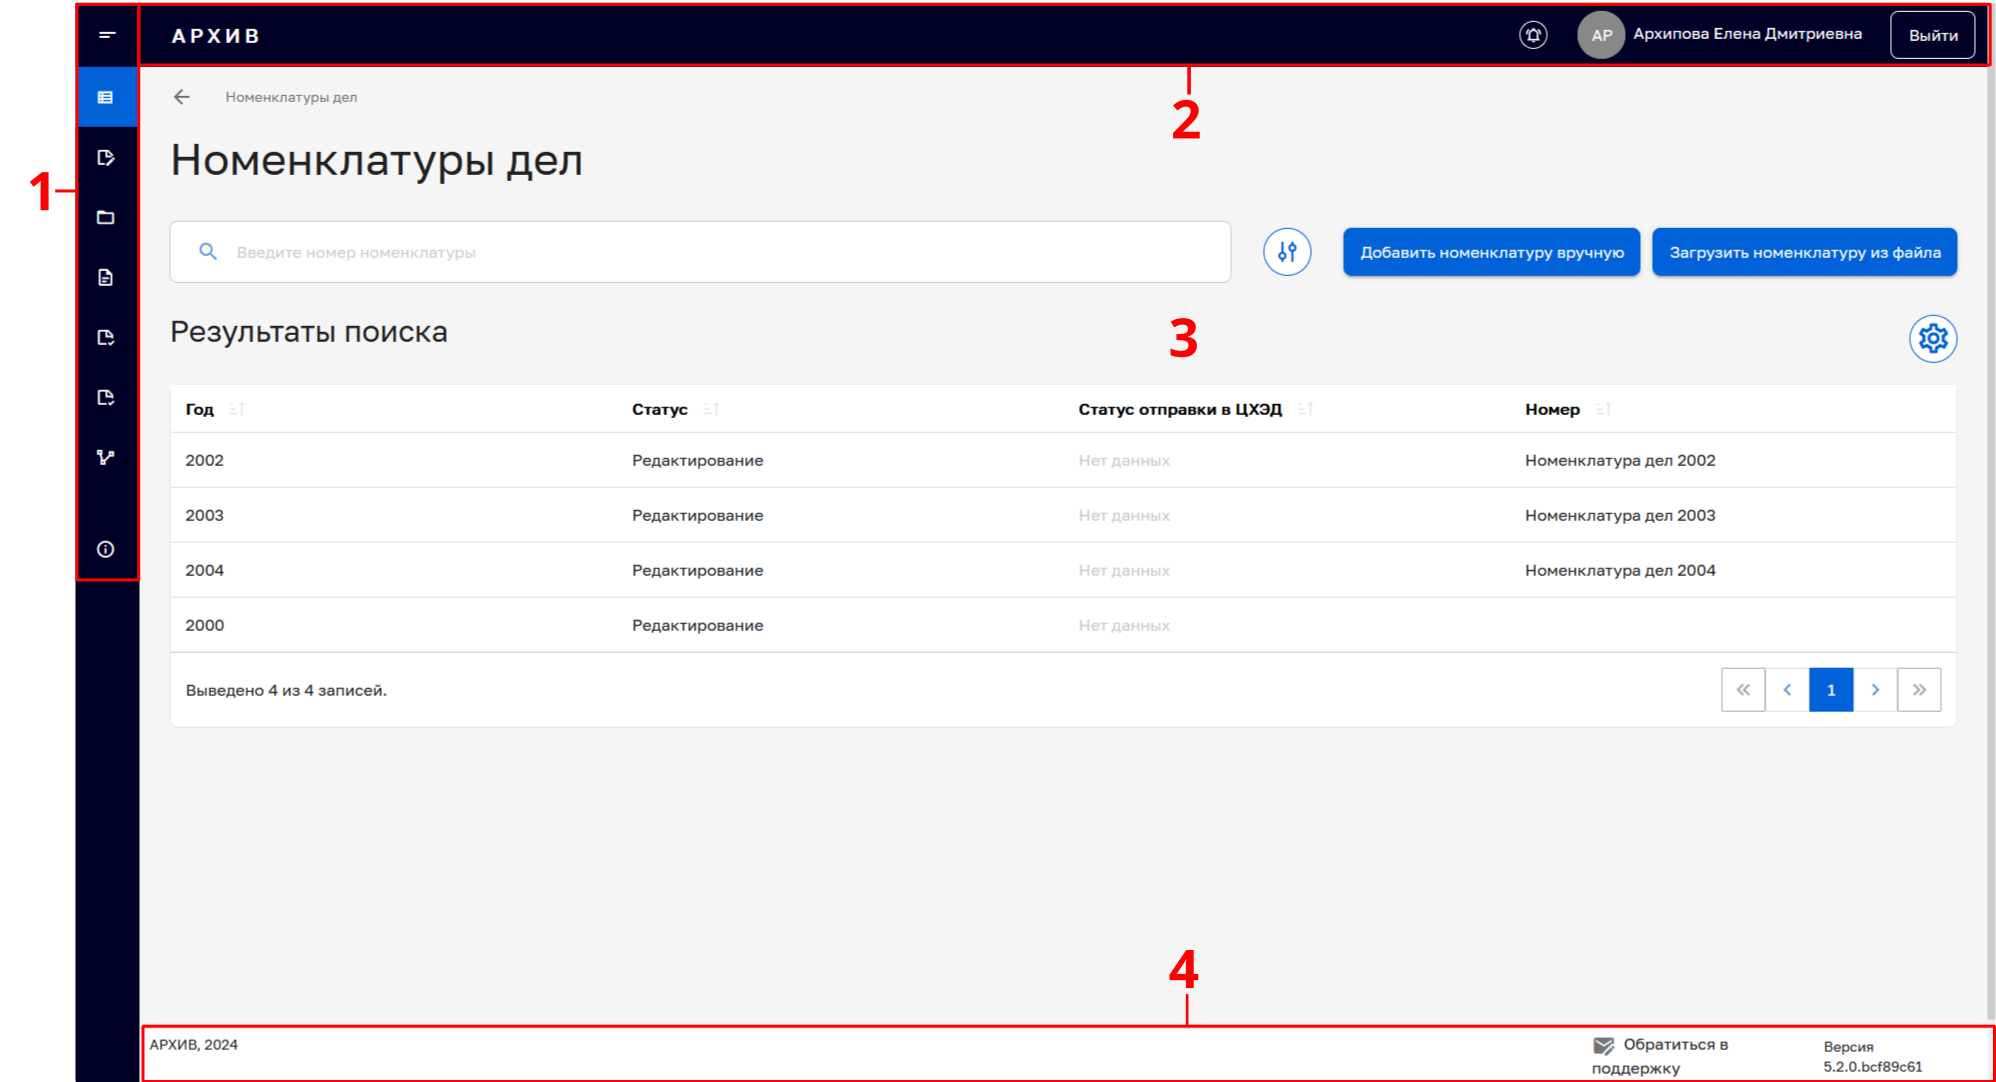 АРХИВ
АР Архипова Елена Дмитриевна Выйти
Номенклатуры дел
2
Номенклатуры дел
1
Введите номер номенклатуры Добавить номенклатуру вручную Загрузить номенклатуру из файла
Результаты поиска
3
Год Статус Статус отправки в ЦХЭД Номер
2002 Редактирование Нет данных Номенклатура дел 2002
2003 Редактирование Нет данных Номенклатура дел 2003
2004 Редактирование Нет данных Номенклатура дел 2004
2000 Редактирование Нет данных
Выведено 4 из 4 записей. 1
4
АРХИВ, 2024
Обратиться в
поддержку
Версия
5.2.0.bcf89c61